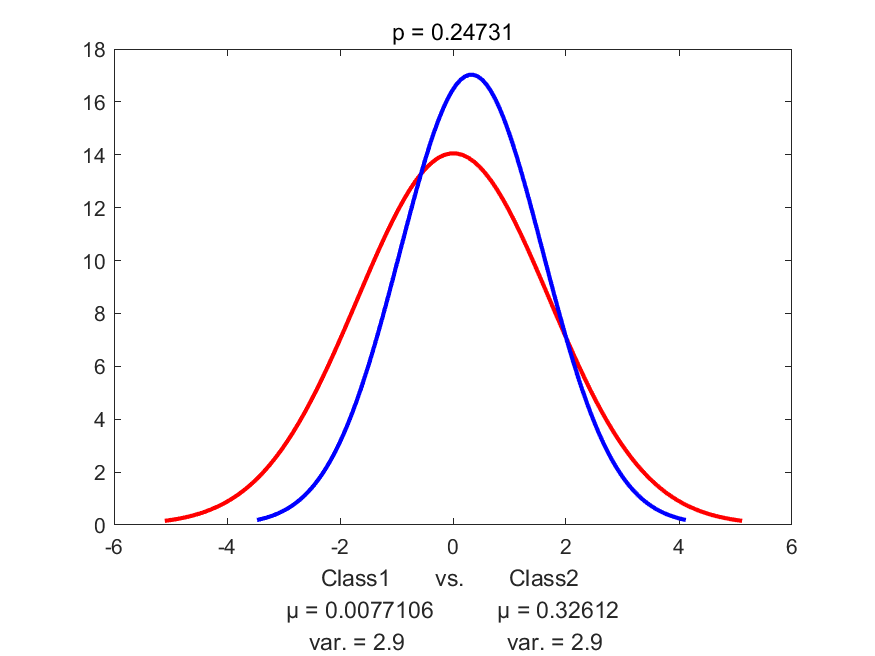 p = 0.24731
18
16
14
12
10
8
6
4
2
0
-6 -4 -2 0 2 4 6
Class1 vs. Class2
μ = 0.0077106 μ = 0.32612
var. = 2.9 var. = 2.9